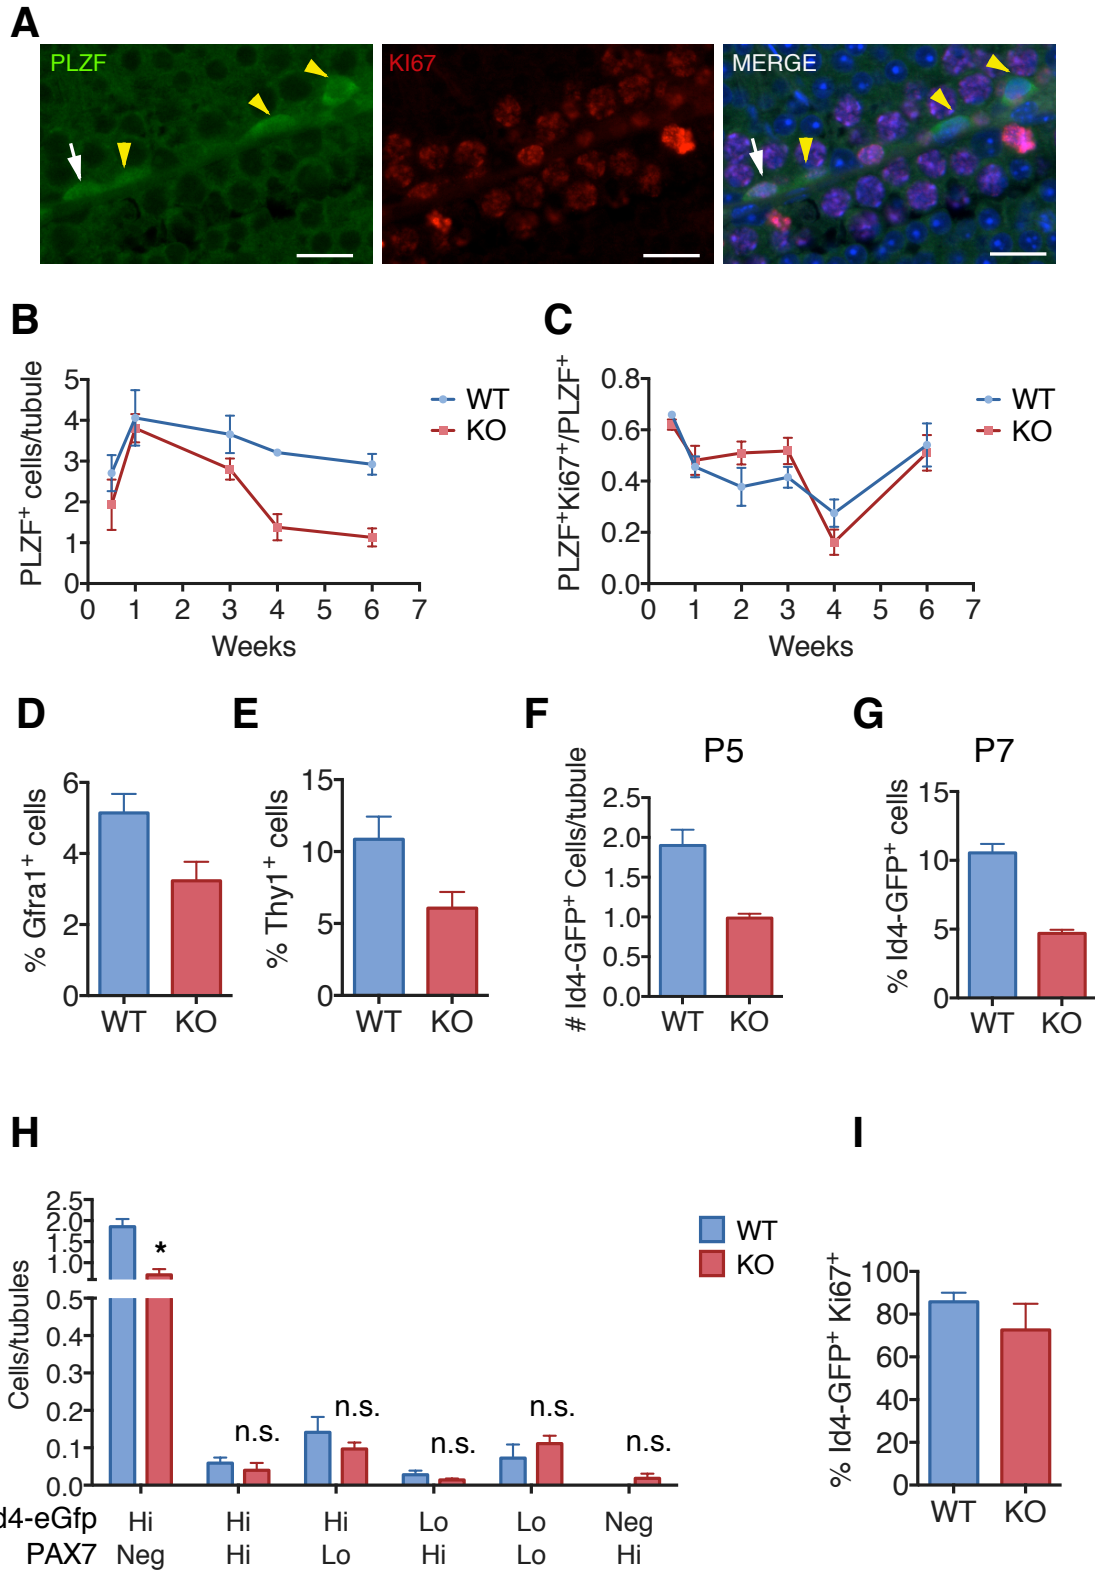 A
PLZF
KI67
MERGE
B
C
PLZF+ cells/tubule
5
4
3
2
1
0
0 1 2 3 4 5 6 7
Weeks
WT
KO
PLZF+Ki67+/PLZF+
0.8
0.6
0.4
0.2
0.0
0 1 2 3 4 5 6 7
Weeks
WT
KO
D
E
F
G
% Gfra1+ cells
6
4
2
0
WT KO
% Thy1+ cells
15
10
5
0
WT KO
P5
# Id4-GFP+ Cells/tubule
2.5
2.0
1.5
1.0
0.5
0.0
WT KO
P7
% Id4-GFP+ cells
15
10
5
0
WT KO
H
I
Cells/tubules
2.5
2.0
1.5
1.0
0.5
0.4
0.3
0.2
0.1
0.0
*
n.s.
n.s.
n.s.
n.s.
n.s.
WT
KO
d4-eGfp Hi Hi Hi Lo Lo Neg
PAX7 Neg Hi Lo Hi Lo Hi
% Id4-GFP+ Ki67+
100
80
60
40
20
0
WT KO